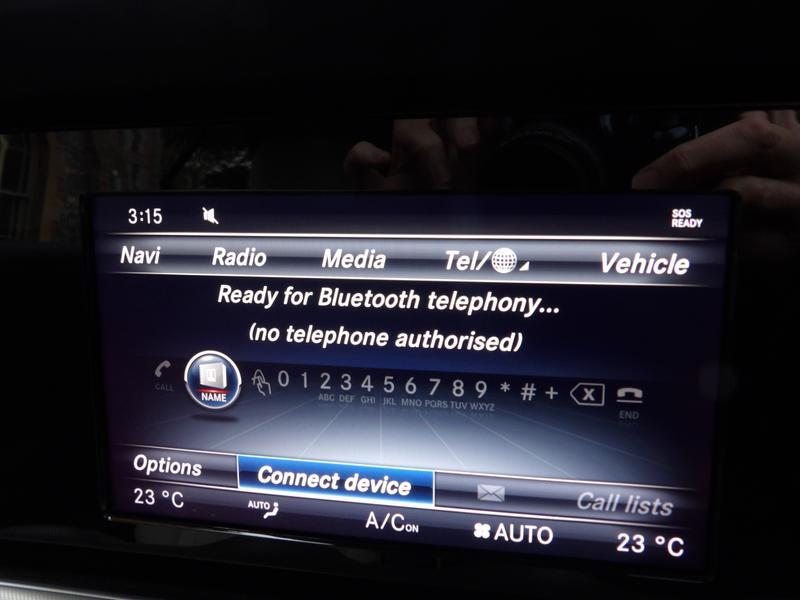 3:15
SOS
READY
Navi Radio Media Tel/ Vehicle
Ready for Bluetooth telephony...
(no telephone authorised)
CALL NAME 0 1 2 3 4 5 6 7 8 9 * # + X END
ABC DEF GHI JKL MNO PQRS TUV WXYZ
Options Connect device Call lists
23 °C AUTO A/C ON AUTO 23 °C